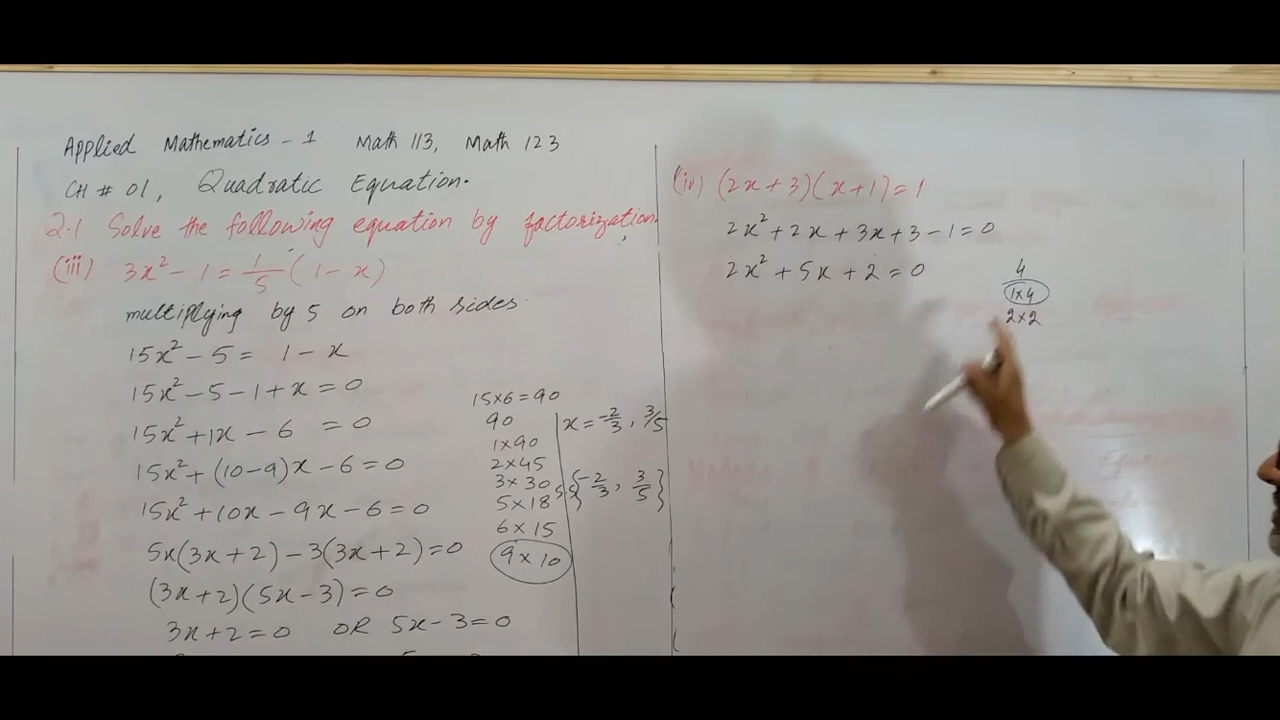 Applied Mathematics - 1 Math 113, Math 123
CH # 01, Quadratic Equation.
2.1 Solve the following equation by factorization,
(iii) 3x² - 1 = 1/5 (1 - x)
multiplying by 5 on both sides
15x² - 5 = 1 - x
15x² - 5 - 1 + x = 0
15x² + 1x - 6 = 0
15x² + (10 - 9)x - 6 = 0
15x² + 10x - 9x - 6 = 0
5x(3x + 2) - 3(3x + 2) = 0
(3x + 2)(5x - 3) = 0
3x + 2 = 0 OR 5x - 3 = 0
15 x 6 = 90
90
1 x 90
2 x 45
3 x 30
5 x 18
6 x 15
9 x 10
x = -2/3, 3/5
{-2/3, 3/5}
(iv) (2x + 3)(x + 1) = 1
2x² + 2x + 3x + 3 - 1 = 0
2x² + 5x + 2 = 0
4
1 x 4
2 x 2